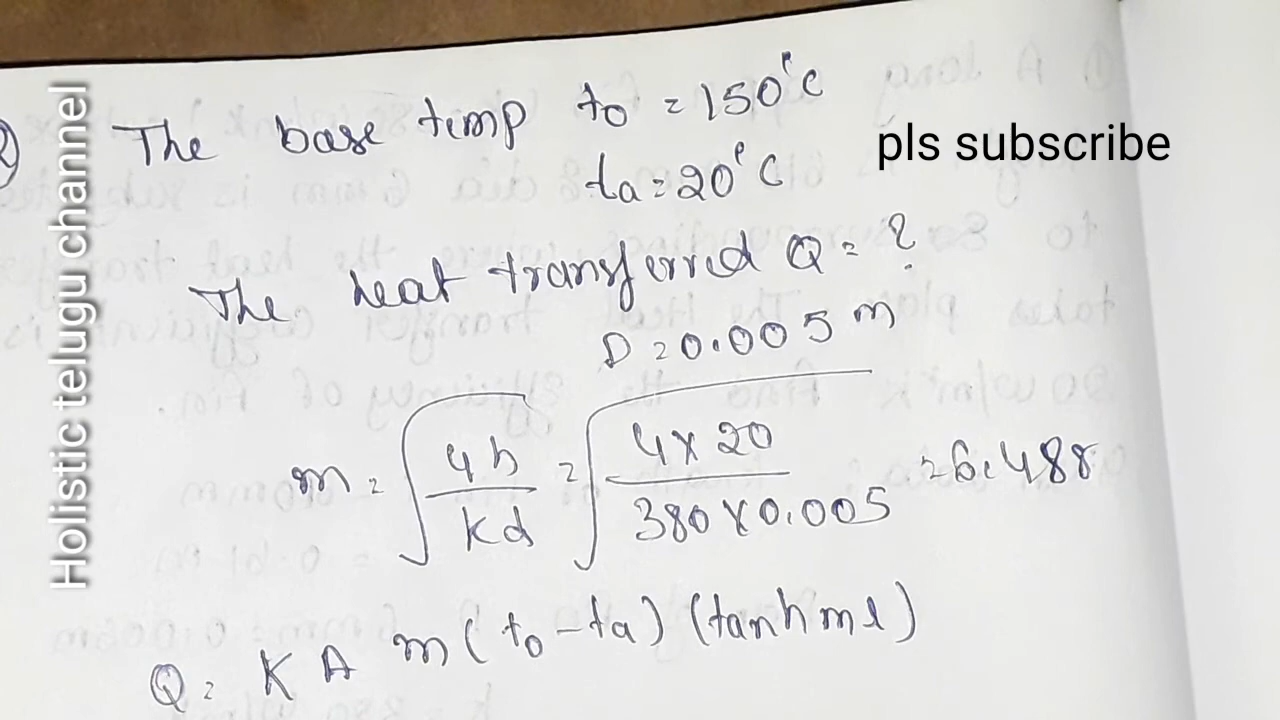 2) The base temp to = 150°C
ta = 20°C
pls subscribe
The heat transferred Q = ?
D = 0.005 m
m = √(4h/kd) = √(4 x 20/380 x 0.005) = 6.488
Q = K A m (to - ta) (tanh ml)
Holistic telugu channel